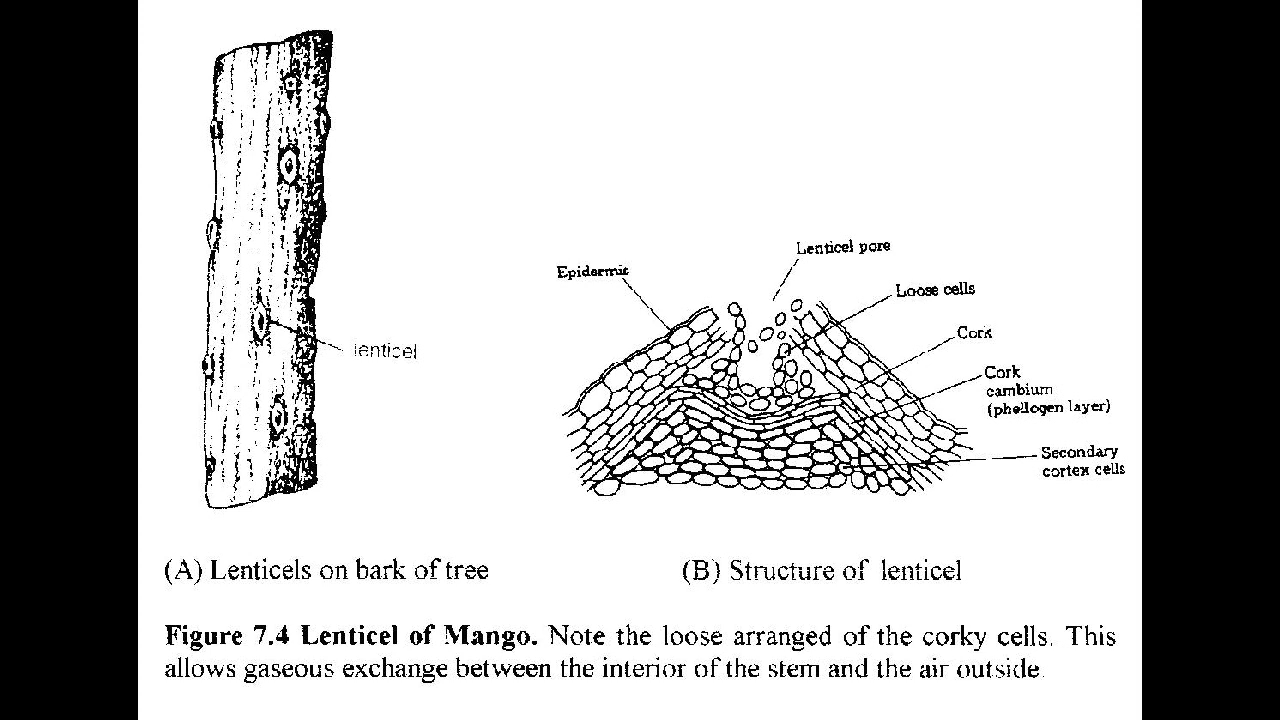 Lenticel pore
Epidermic
Loose cells
Cork
lenticel
Cork
cambium
(phellogen layer)
Secondary
cortex cells
(A) Lenticels on bark of tree
(B) Structure of lenticel
Figure 7.4 Lenticel of Mango. Note the loose arranged of the corky cells. This
allows gaseous exchange between the interior of the stem and the air outside.